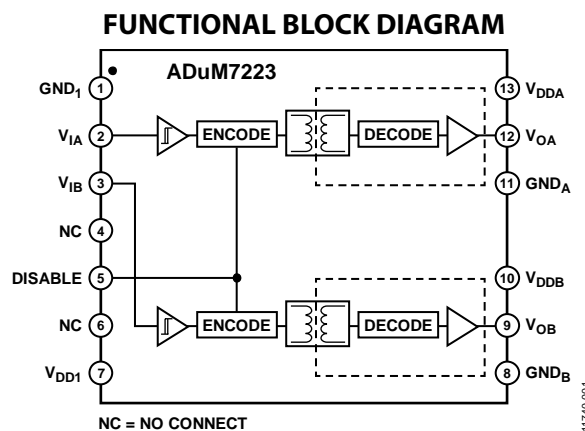 FUNCTIONAL BLOCK DIAGRAM
ADuM7223
GND1 1
13 VDDA
VIA 2
ENCODE
DECODE
12 VOA
VIB 3
11 GNDA
NC 4
DISABLE 5
10 VDDB
NC 6
ENCODE
DECODE
9 VOB
VDD1 7
8 GNDB
NC = NO CONNECT